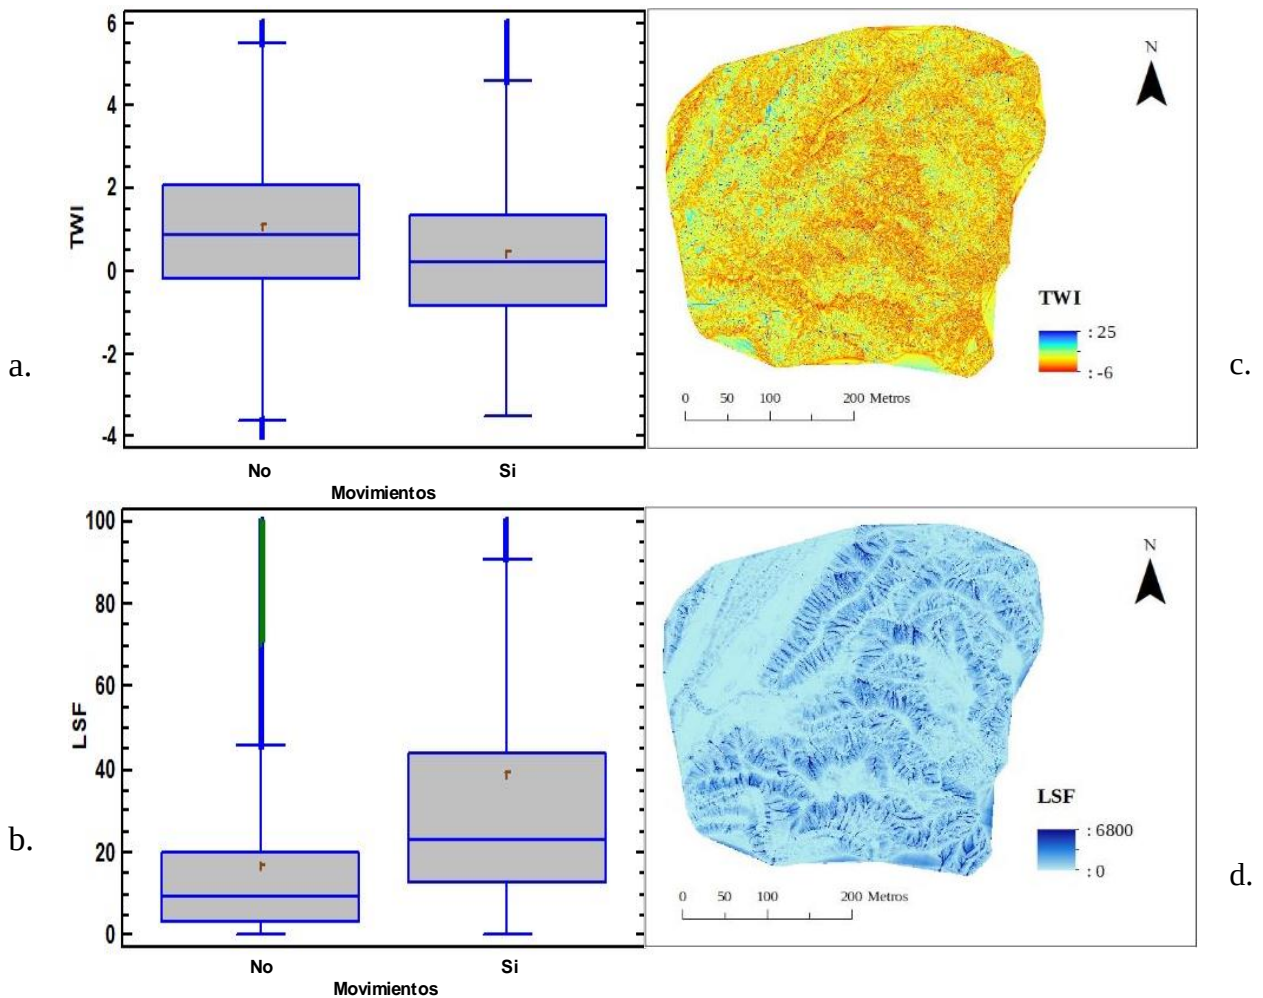 a.
6
4
2
0
-2
-4
TWI
No
Si
Movimientos
N
TWI
: 25
: -6
0 50 100 200 Metros
c.
b.
100
80
60
40
20
0
LSF
No
Si
Movimientos
N
LSF
: 6800
: 0
0 50 100 200 Metros
d.